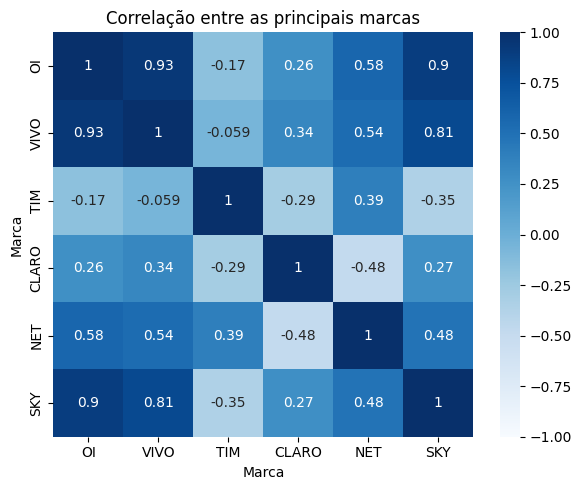 Correlação entre as principais marcas
OI 1 0.93 -0.17 0.26 0.58 0.9
VIVO 0.93 1 -0.059 0.34 0.54 0.81
TIM -0.17 -0.059 1 -0.29 0.39 -0.35
CLARO 0.26 0.34 -0.29 1 -0.48 0.27
NET 0.58 0.54 0.39 -0.48 1 0.48
SKY 0.9 0.81 -0.35 0.27 0.48 1
Marca
OI VIVO TIM CLARO NET SKY
Marca
1.00
0.75
0.50
0.25
0.00
−0.25
−0.50
−0.75
−1.00